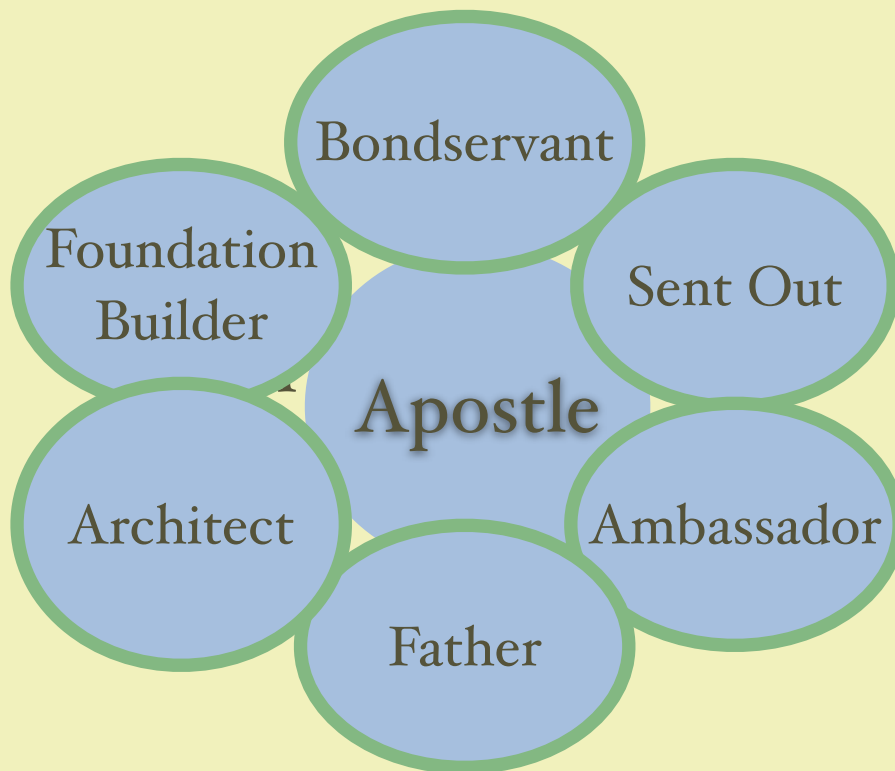 Bondservant
Foundation
Builder
Sent Out
Apostle
Architect
Ambassador
Father